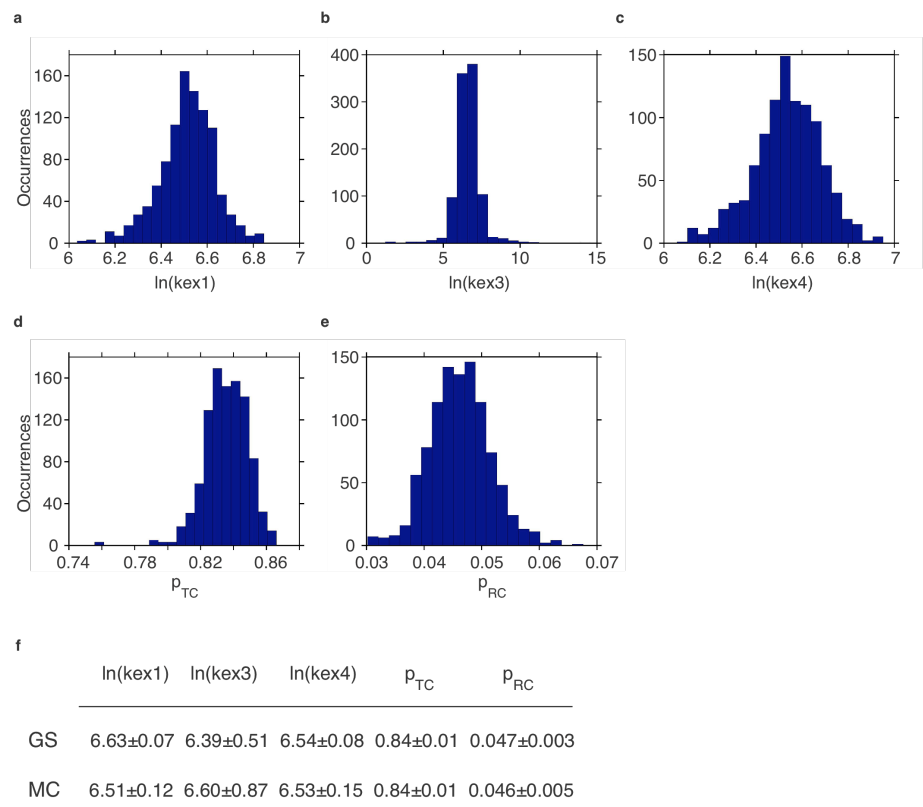 a b c
160
120
80
40
0
Occurrences
6 6.2 6.4 6.6 6.8 7
ln(kex1)
400
300
200
100
0
0 5 10 15
ln(kex3)
150
100
50
0
6 6.2 6.4 6.6 6.8 7
ln(kex4)
d e
160
120
80
40
0
Occurrences
0.74 0.78 0.82 0.86
pTC
150
100
50
0
0.03 0.04 0.05 0.06 0.07
pRC
f
ln(kex1) ln(kex3) ln(kex4) pTC pRC
GS 6.63±0.07 6.39±0.51 6.54±0.08 0.84±0.01 0.047±0.003
MC 6.51±0.12 6.60±0.87 6.53±0.15 0.84±0.01 0.046±0.005